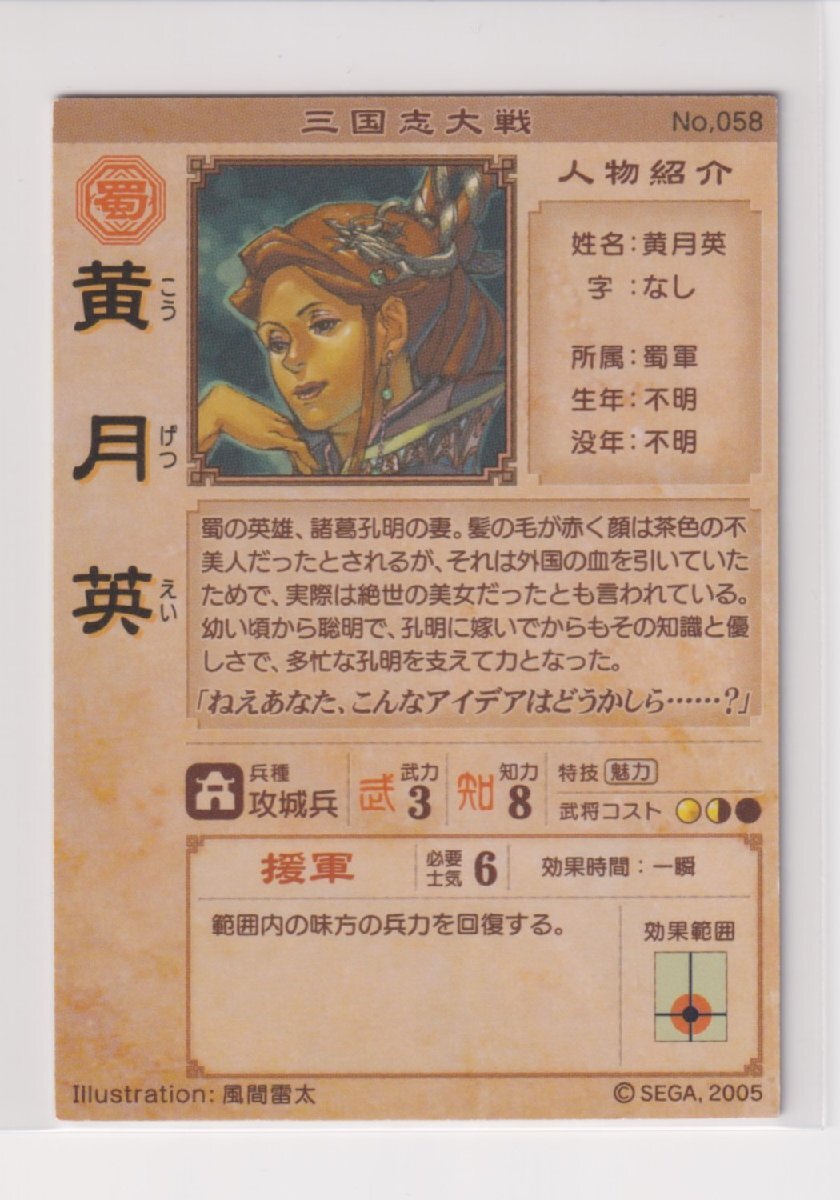 三国志大戦 No,058
蜀
黄月英
こう
げつ
えい
人物紹介
姓名:黄月英
字:なし
所属:蜀軍
生年:不明
没年:不明
蜀の英雄、諸葛孔明の妻。髪の毛が赤く顔は茶色の不
美人だったとされるが、それは外国の血を引いていた
ためで、実際は絶世の美女だったとも言われている。
幼い頃から聡明で、孔明に嫁いでからもその知識と優
しさで、多忙な孔明を支えて力となった。
「ねえあなた、こんなアイデアはどうかしら……?」
兵種
攻城兵
武 武力 3
知 知力 8
特技 魅力
武将コスト
援軍 必要士気 6 効果時間:一瞬
範囲内の味方の兵力を回復する。
効果範囲
Illustration: 風間雷太 © SEGA, 2005